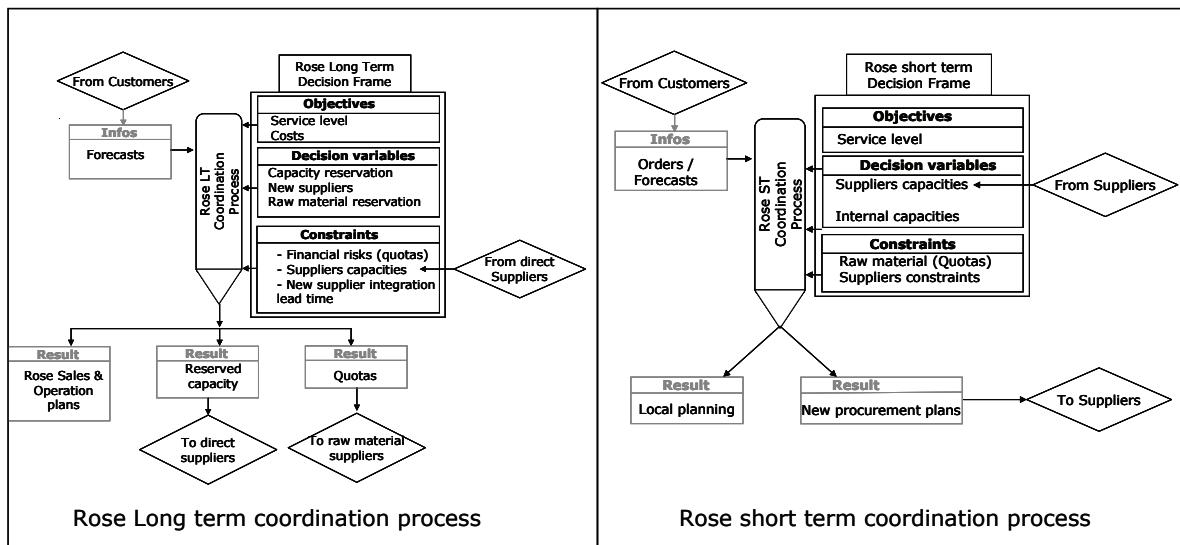 From Customers
Infos
Forecasts
Rose LT
Coordination
Process
Rose Long Term
Decision Frame
Objectives
Service level
Costs
Decision variables
Capacity reservation
New suppliers
Raw material reservation
Constraints
- Financial risks (quotas)
- Suppliers capacities
- New supplier integration
lead time
From direct
Suppliers
Result
Rose Sales &
Operation
plans
Result
Reserved
capacity
Result
Quotas
To direct
suppliers
To raw material
suppliers
Rose Long term coordination process
From Customers
Infos
Orders /
Forecasts
Rose ST
Coordination
Process
Rose short term
Decision Frame
Objectives
Service level
Decision variables
Suppliers capacities
Internal capacities
Constraints
Raw material (Quotas)
Suppliers constraints
From Suppliers
Result
Local planning
Result
New procurement plans
To Suppliers
Rose short term coordination process